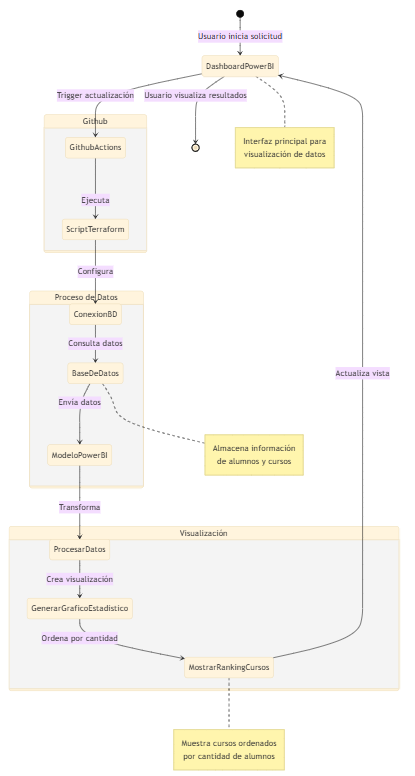 Usuario inicia solicitud
DashboardPowerBI
Trigger actualización
Usuario visualiza resultados
Github
GithubActions
Interfaz principal para
visualización de datos
Ejecuta
ScriptTerraform
Configura
Proceso de Datos
ConexionBD
Consulta datos
BaseDeDatos
Actualiza vista
Envía datos
Almacena información
de alumnos y cursos
ModeloPowerBI
Transforma
Visualización
ProcesarDatos
Crea visualización
GenerarGraficoEstadistico
Ordena por cantidad
MostrarRankingCursos
Muestra cursos ordenados
por cantidad de alumnos